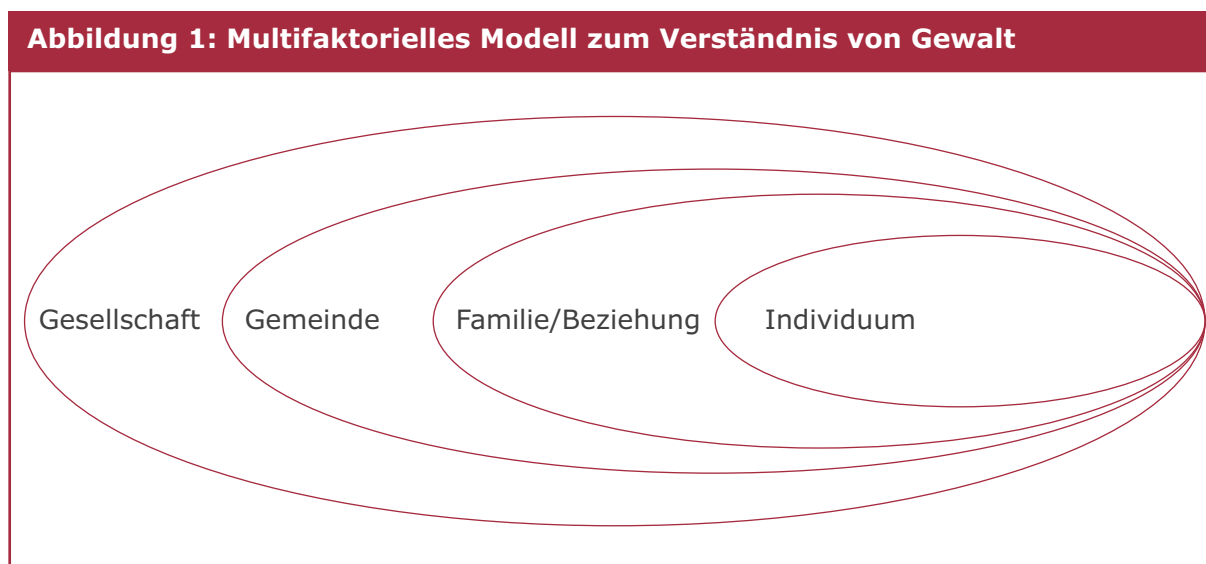 Abbildung 1: Multifaktorielles Modell zum Verständnis von Gewalt
Gesellschaft Gemeinde Familie/Beziehung Individuum